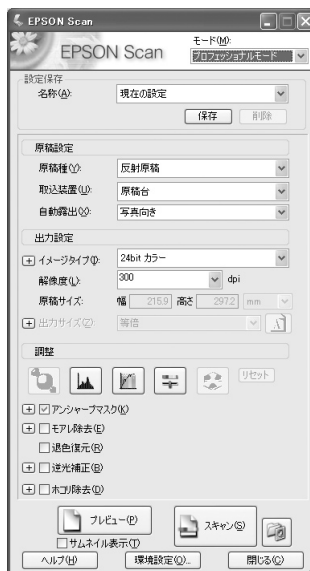 EPSON Scan
EPSON Scan
モード(M):
プロフェッショナルモード
設定保存
名称(A): 現在の設定
保存 削除
原稿設定
原稿種(Y): 反射原稿
取込装置(U): 原稿台
自動露出(X): 写真向き
出力設定
イメージタイプ(I): 24bit カラー
解像度(L): 300 dpi
原稿サイズ: 幅 215.9 高さ 297.2 mm
出力サイズ(Z): 等倍
調整
リセット
アンシャープマスク(K)
モアレ除去(E)
退色復元(R)
逆光補正(B)
ホコリ除去(D)
プレビュー(P) スキャン(S)
サムネイル表示(T)
ヘルプ(H) 環境設定(O)... 閉じる(C)